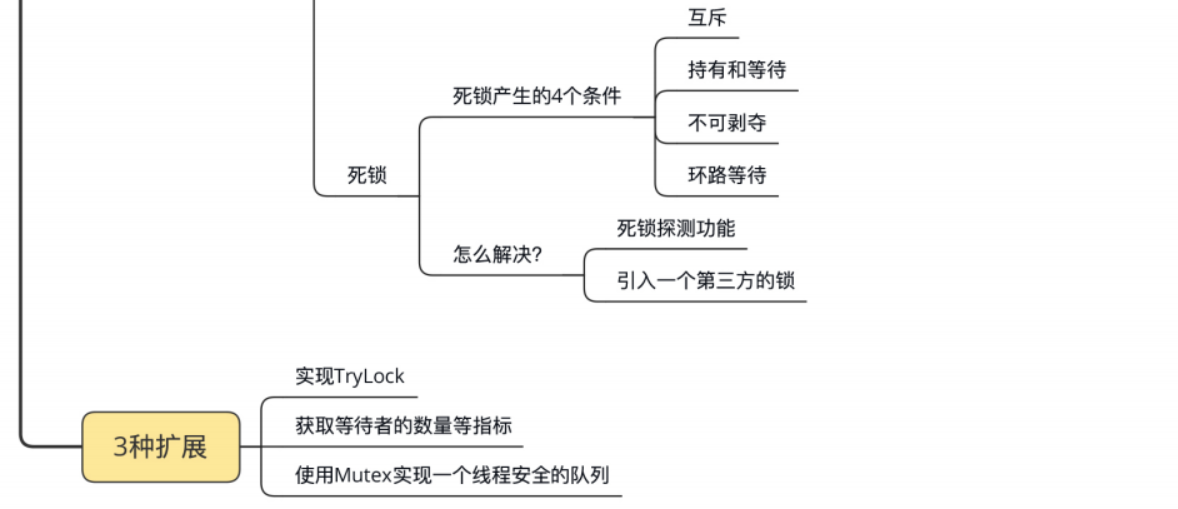 互斥
持有和等待
死锁产生的4个条件
不可剥夺
环路等待
死锁
死锁探测功能
怎么解决?
引入一个第三方的锁
实现TryLock
获取等待者的数量等指标
3种扩展
使用Mutex实现一个线程安全的队列